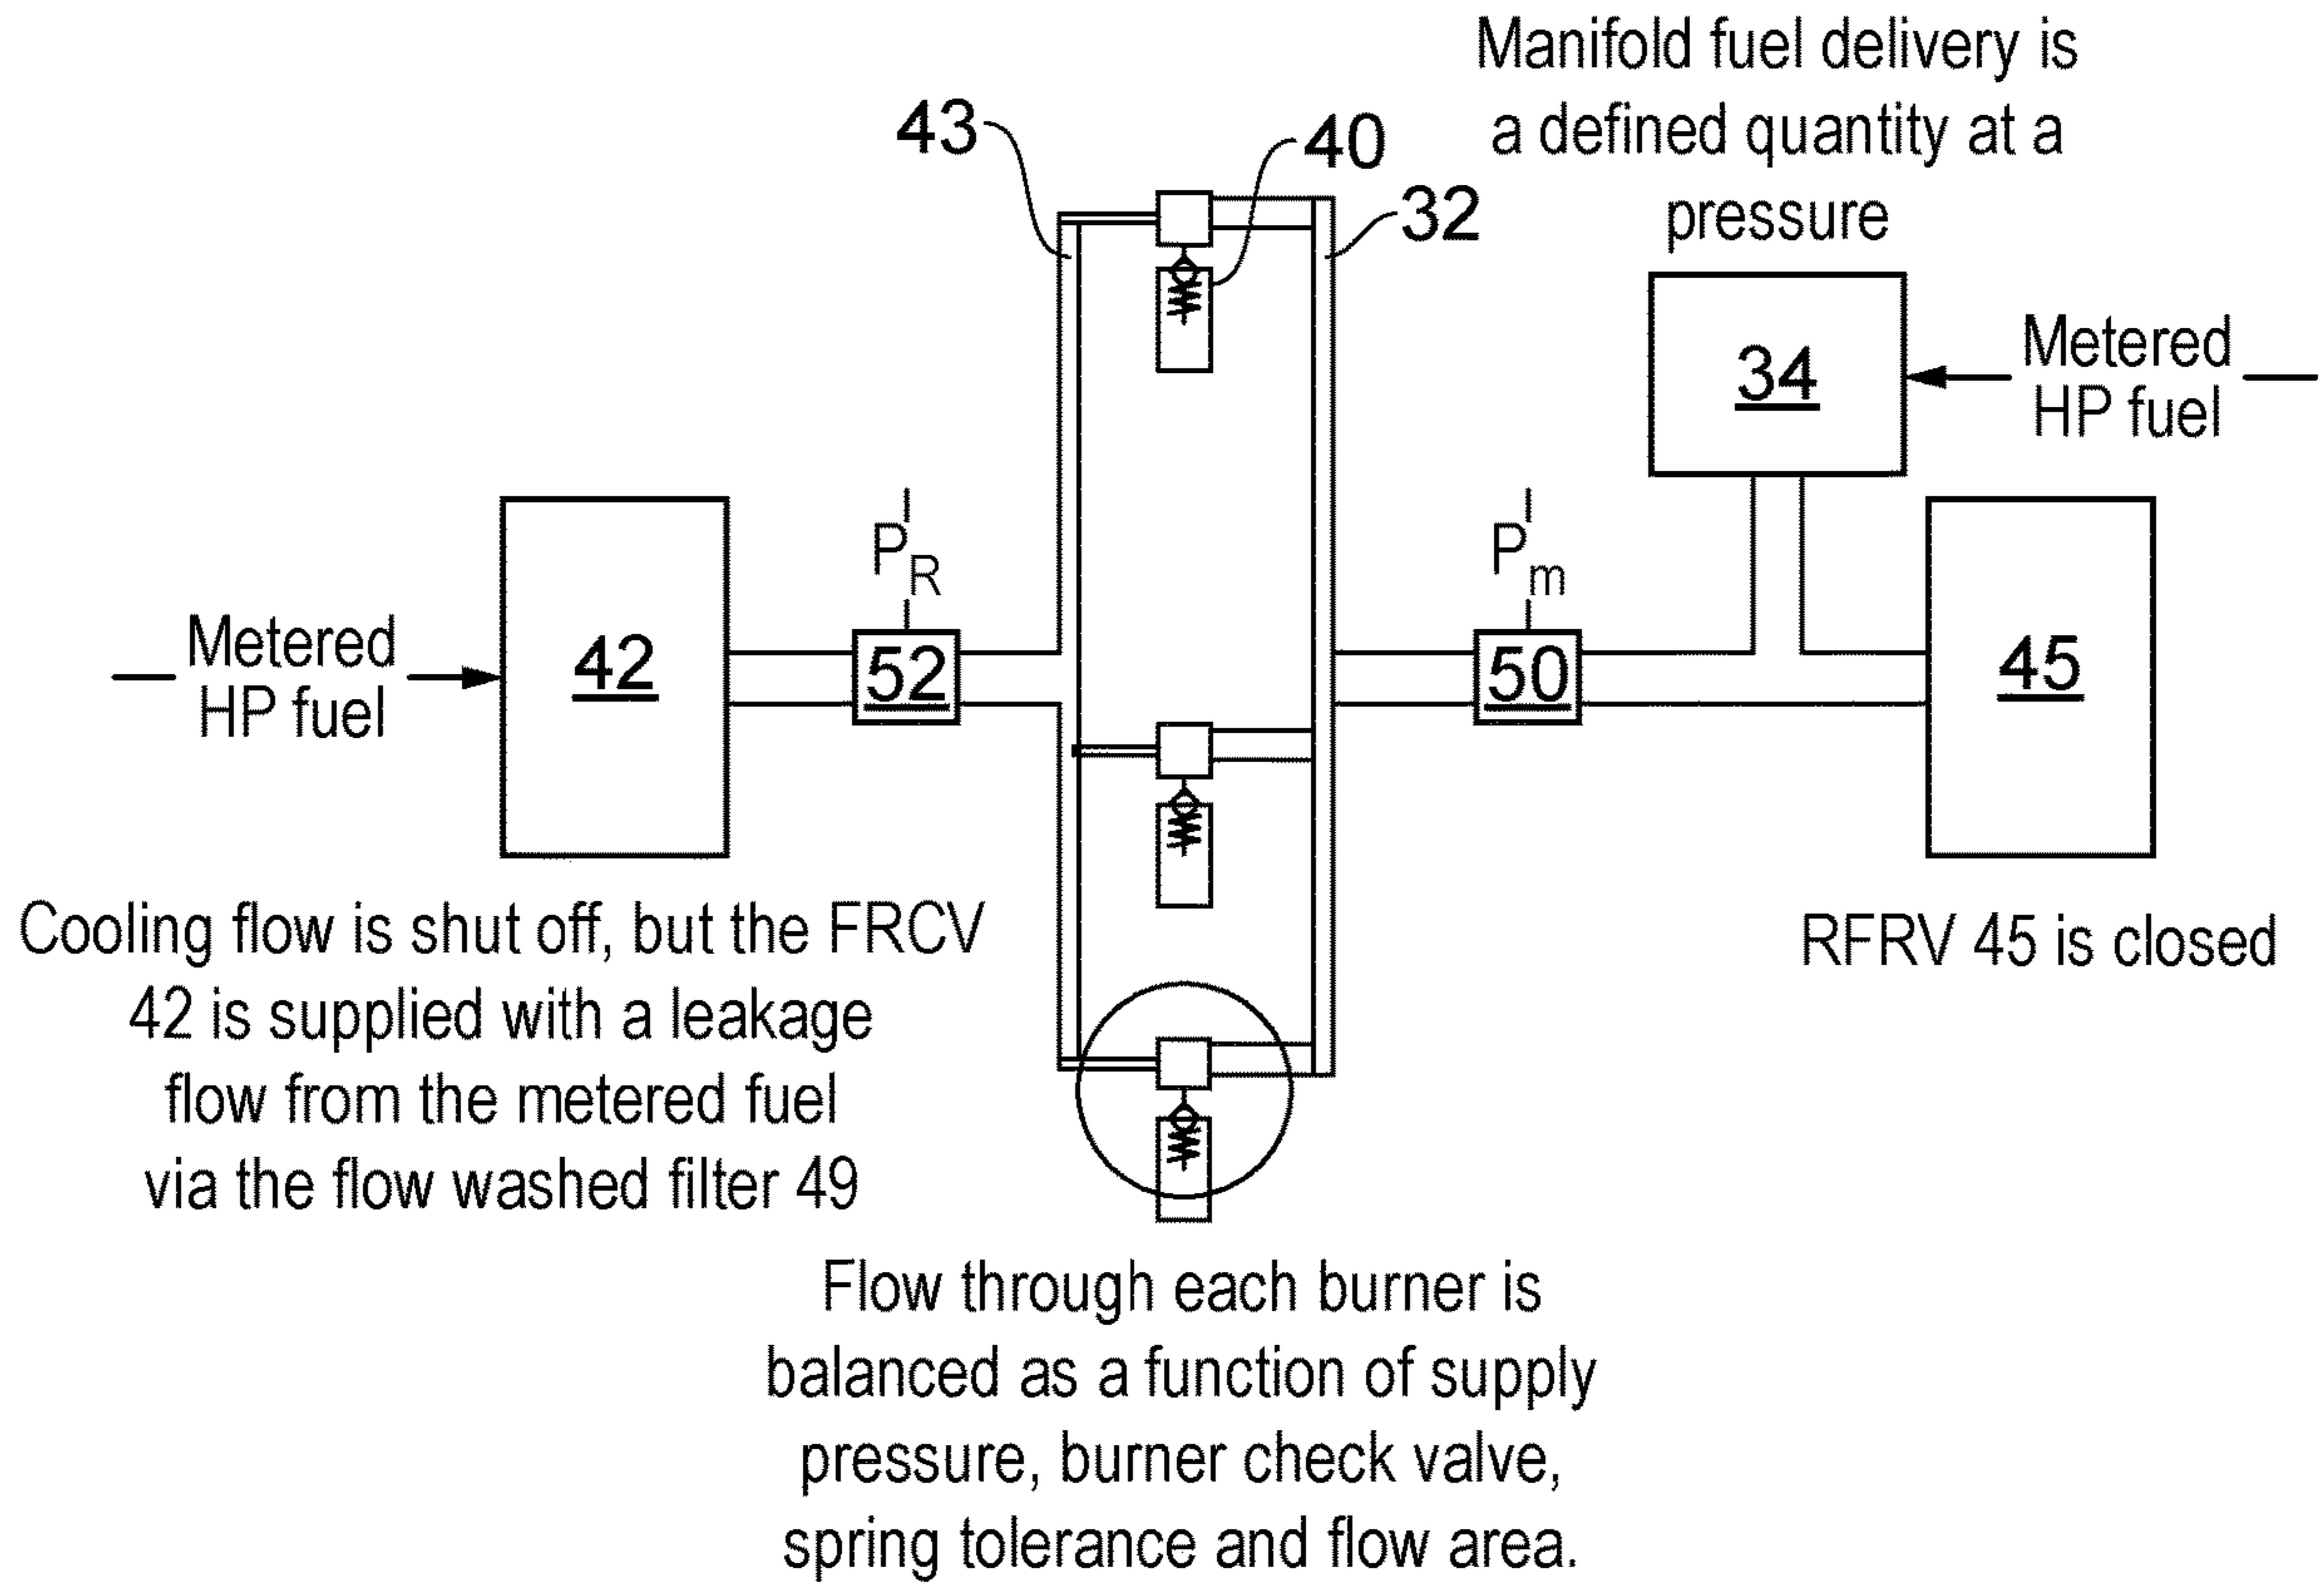 Manifold fuel delivery is
a defined quantity at a
pressure
43
40
32
34
Metered
HP fuel
P_R
P_m
Metered
HP fuel
42
52
50
45
Cooling flow is shut off, but the FRCV
42 is supplied with a leakage
flow from the metered fuel
via the flow washed filter 49
RFRV 45 is closed
Flow through each burner is
balanced as a function of supply
pressure, burner check valve,
spring tolerance and flow area.